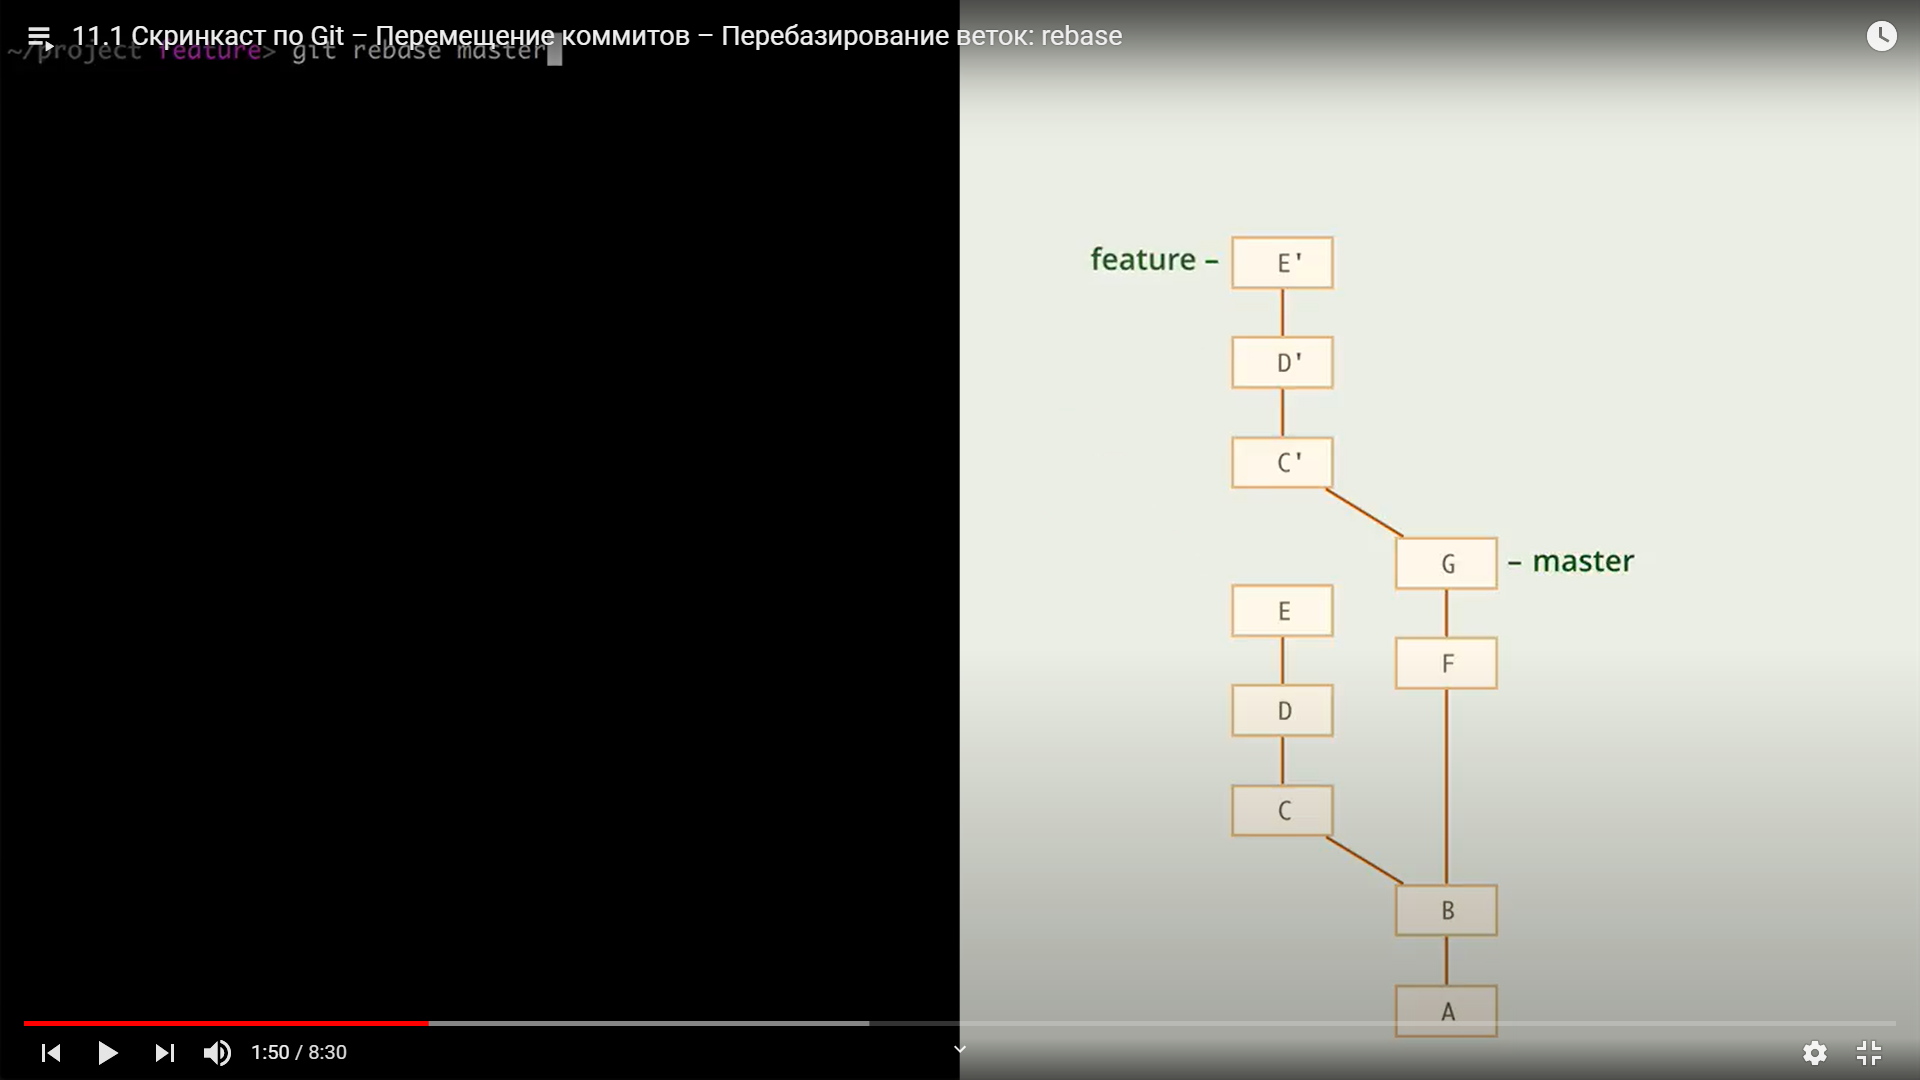 11.1 Скринкаст по Git – Перемещение коммитов – Перебазирование веток: rebase
~/project feature> git rebase master
feature – E'
D'
C'
G – master
E
F
D
C
B
A
1:50 / 8:30